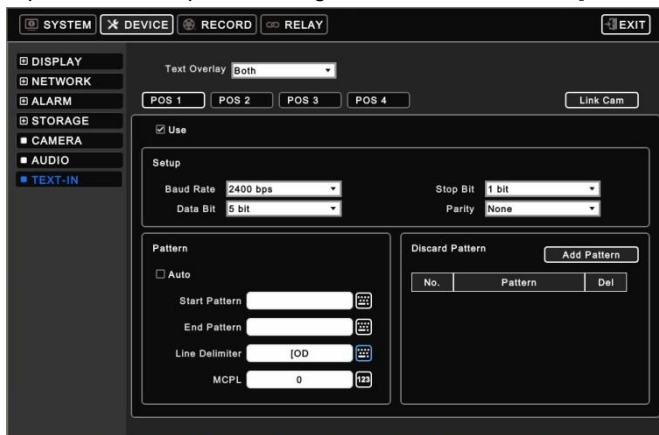 SYSTEM DEVICE RECORD RELAY EXIT
DISPLAY
NETWORK
ALARM
STORAGE
CAMERA
AUDIO
TEXT-IN
Text Overlay Both
POS 1 POS 2 POS 3 POS 4 Link Cam
Use
Setup
Baud Rate 2400 bps Stop Bit 1 bit
Data Bit 5 bit Parity None
Pattern
Auto
Start Pattern
End Pattern
Line Delimiter [OD
MCPL 0 123
Discard Pattern Add Pattern
No. Pattern Del